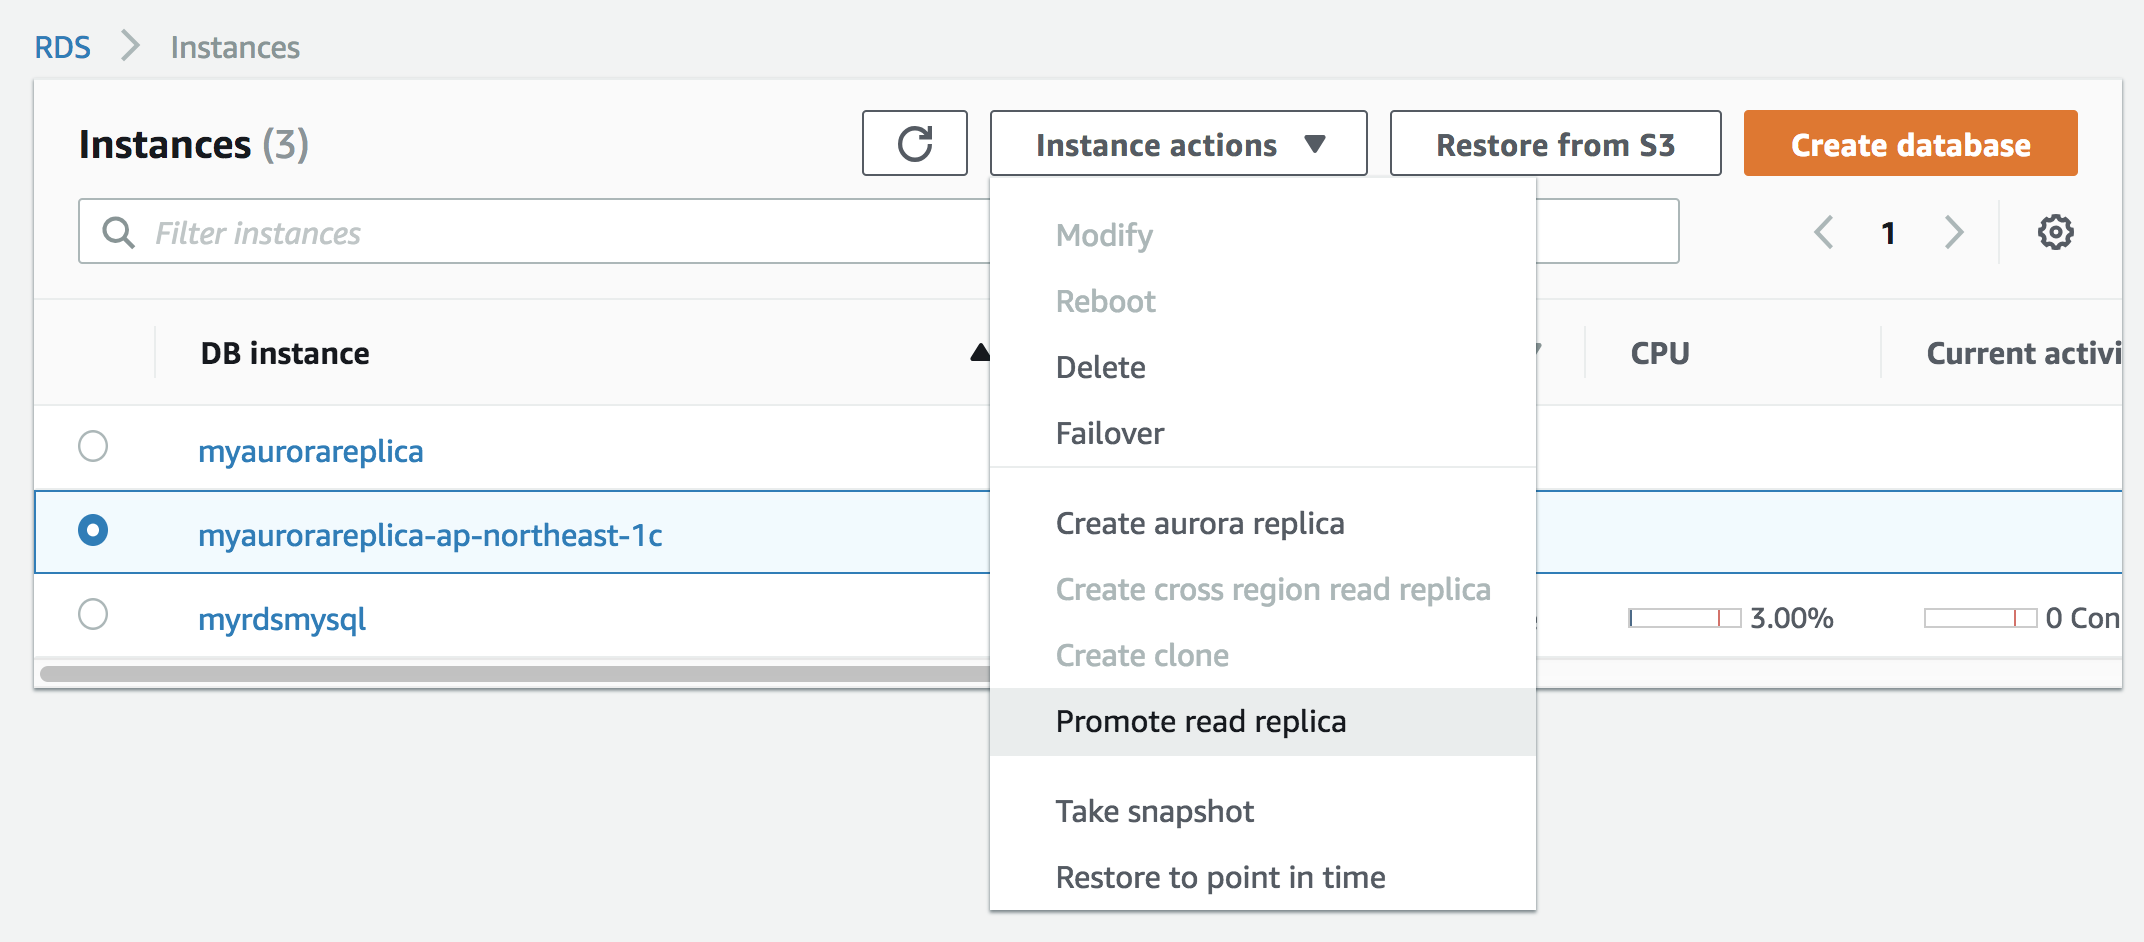 RDS > Instances
Instances (3)
Instance actions
Restore from S3
Create database
Filter instances
1
DB instance
CPU
Current activi
myaurorareplica
myaurorareplica-ap-northeast-1c
myrdsmysql
3.00%
0 Con
Modify
Reboot
Delete
Failover
Create aurora replica
Create cross region read replica
Create clone
Promote read replica
Take snapshot
Restore to point in time